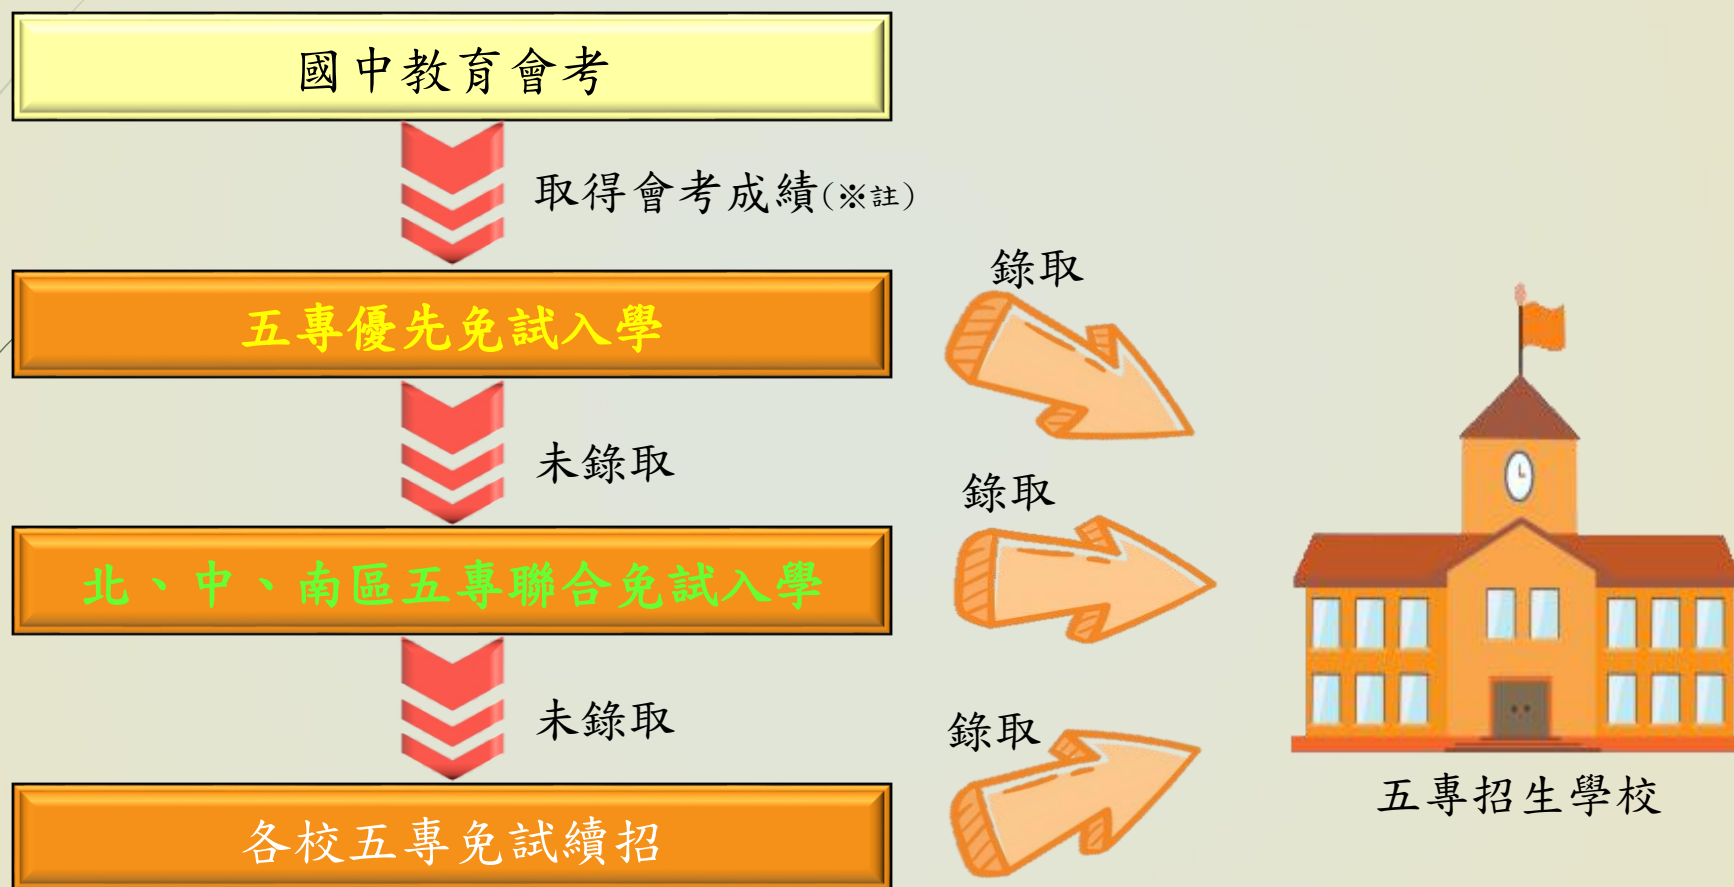 國中教育會考
取得會考成績(※註)
錄取
五專優先免試入學
未錄取
錄取
北、中、南區五專聯合免試入學
未錄取
錄取
五專招生學校
各校五專免試續招